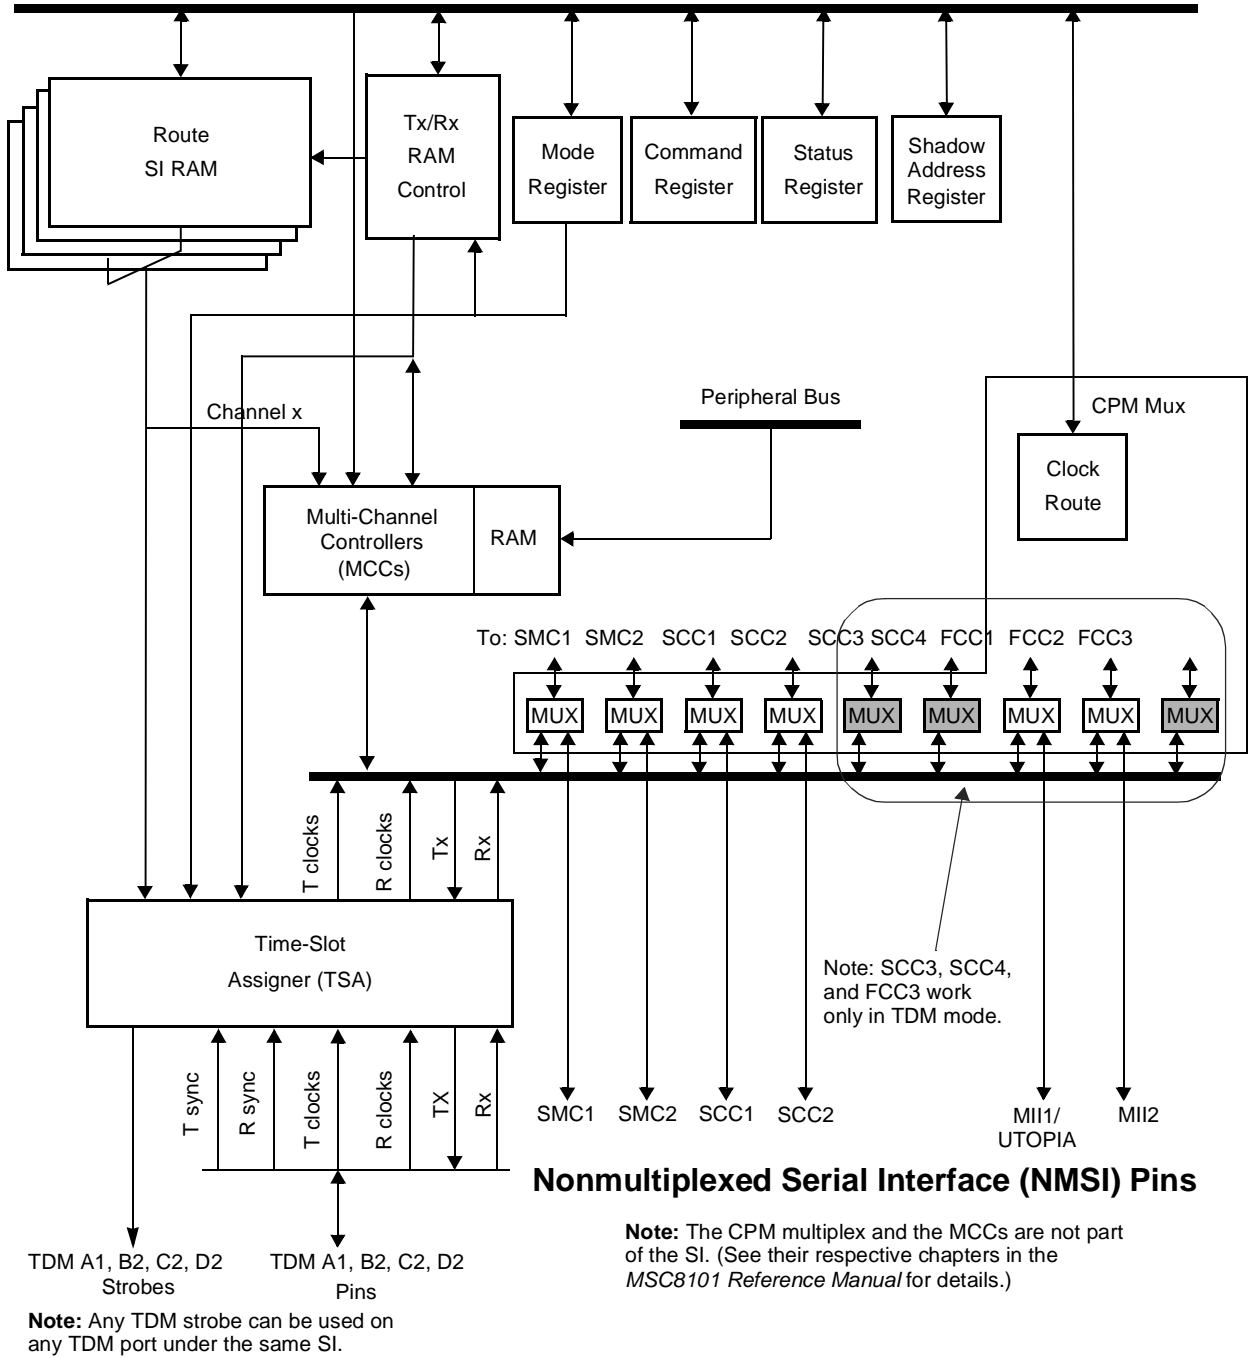 Route
SI RAM
Tx/Rx
RAM
Control
Mode
Register
Command
Register
Status
Register
Shadow
Address
Register
Channel x
Peripheral Bus
CPM Mux
Clock
Route
Multi-Channel
Controllers
(MCCs)
RAM
To: SMC1 SMC2 SCC1 SCC2 SCC3 SCC4 FCC1 FCC2 FCC3
MUX MUX MUX MUX MUX MUX MUX MUX MUX
T clocks
R clocks
Tx
Rx
Time-Slot
Assigner (TSA)
Note: SCC3, SCC4,
and FCC3 work
only in TDM mode.
T sync
R sync
T clocks
R clocks
TX
Rx
SMC1 SMC2 SCC1 SCC2
MII1/
UTOPIA
MII2
Nonmultiplexed Serial Interface (NMSI) Pins
TDM A1, B2, C2, D2
Strobes
TDM A1, B2, C2, D2
Pins
Note: The CPM multiplex and the MCCs are not part
of the SI. (See their respective chapters in the
MSC8101 Reference Manual for details.)
Note: Any TDM strobe can be used on
any TDM port under the same SI.